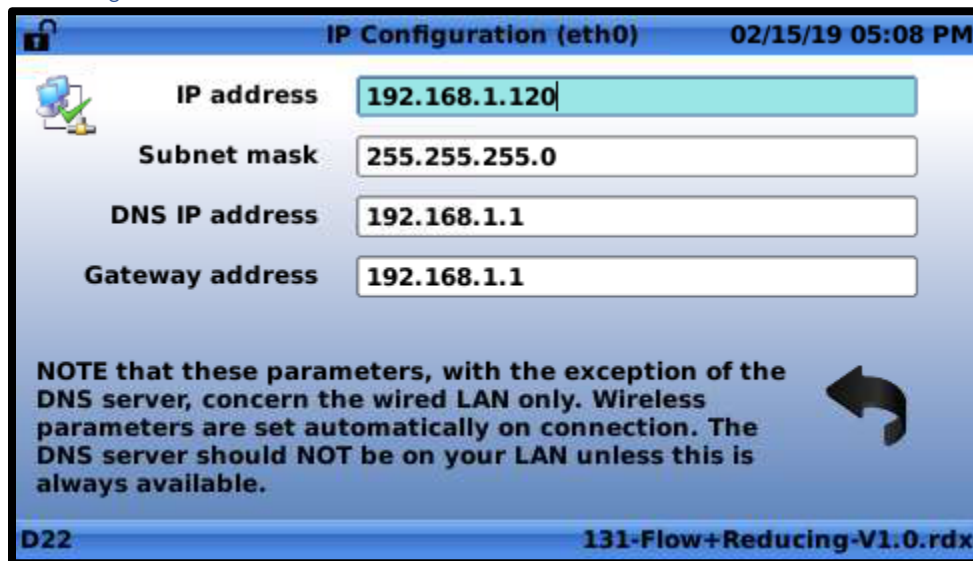 IP Configuration (eth0) 02/15/19 05:08 PM
IP address 192.168.1.120
Subnet mask 255.255.255.0
DNS IP address 192.168.1.1
Gateway address 192.168.1.1
NOTE that these parameters, with the exception of the
DNS server, concern the wired LAN only. Wireless
parameters are set automatically on connection. The
DNS server should NOT be on your LAN unless this is
always available.
D22 131-Flow+Reducing-V1.0.rdx